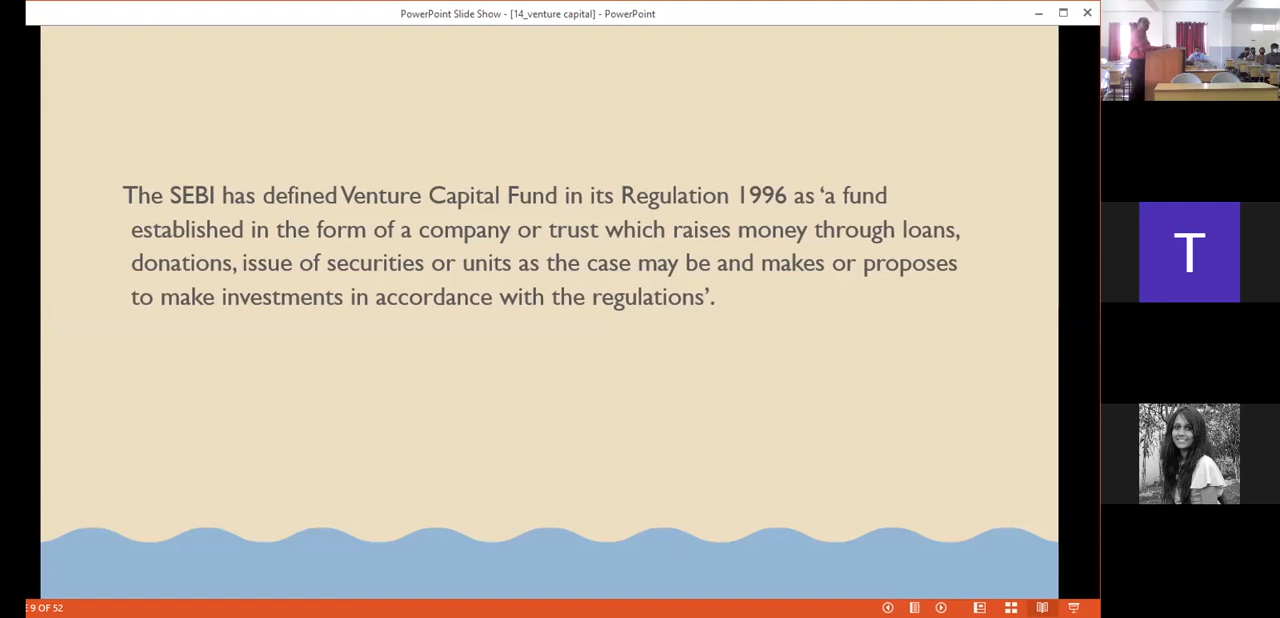 PowerPoint Slide Show - [14_venture capital] - PowerPoint
The SEBI has defined Venture Capital Fund in its Regulation 1996 as ‘a fund
established in the form of a company or trust which raises money through loans,
donations, issue of securities or units as the case may be and makes or proposes
to make investments in accordance with the regulations’.
T
9 OF 52